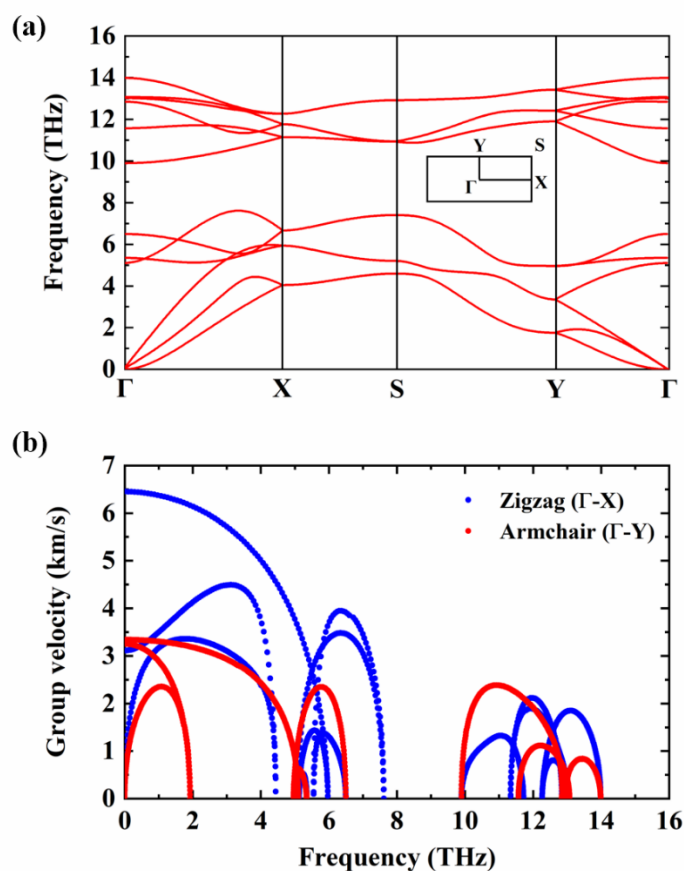 (a)
16
14
12
10
8
6
4
2
0
Frequency (THz)
Y S
Γ X
Γ X S Y Γ
(b)
7
6
5
4
3
2
1
0
Group velocity (km/s)
Zigzag (Γ-X)
Armchair (Γ-Y)
0 2 4 6 8 10 12 14 16
Frequency (THz)